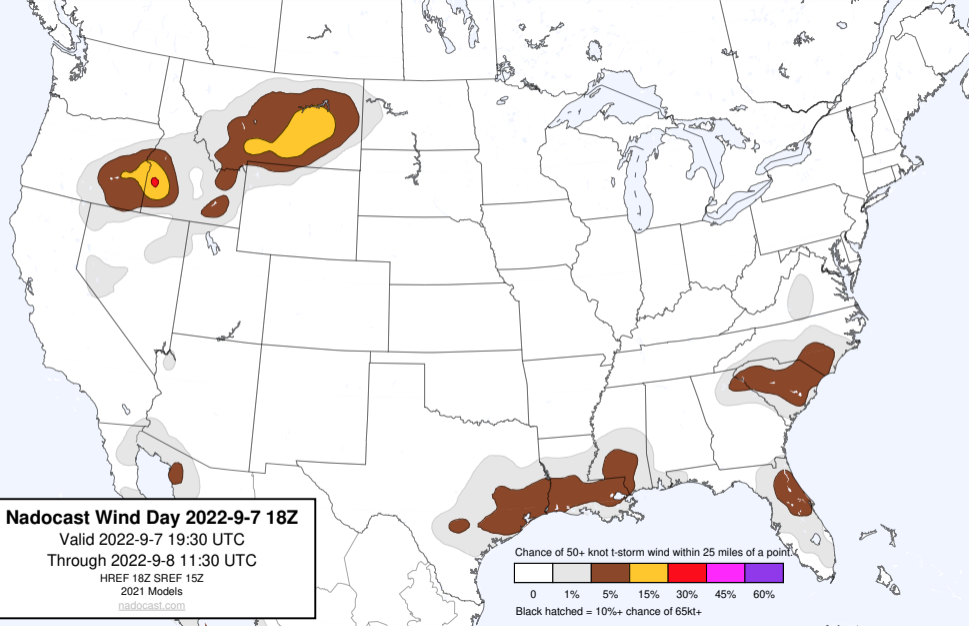 Nadocast Wind Day 2022-9-7 18Z
Valid 2022-9-7 19:30 UTC
Through 2022-9-8 11:30 UTC
HREF 18Z SREF 15Z
2021 Models
nadocast.com
Chance of 50+ knot t-storm wind within 25 miles of a point.
0 1% 5% 15% 30% 45% 60%
Black hatched = 10%+ chance of 65kt+